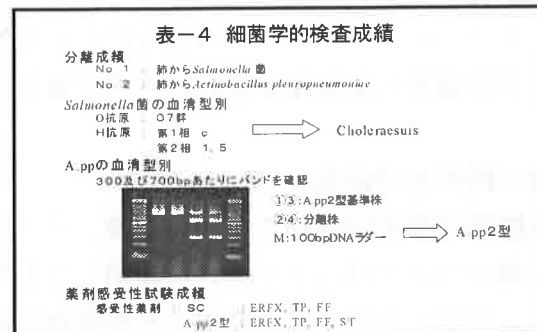 表－4 細菌学的検査成績
分離成績
No. 1 肺からSalmonella 菌
No. 2 肺からActinobacillus pleuropneumoniae
Salmonella菌の血清型別
O抗原 O7群
H抗原 第1相 c
第2相 1, 5
Choleraesuis
A.ppの血清型別
300及び700bpあたりにバンドを確認
1 3:A.pp2型基準株
2 4:分離株
M:100bpDNAラダー
A.pp2型
薬剤感受性試験成績
感受性薬剤 SC : ERFX, TP, FF
A.pp2型 : ERFX, TP, FF, ST